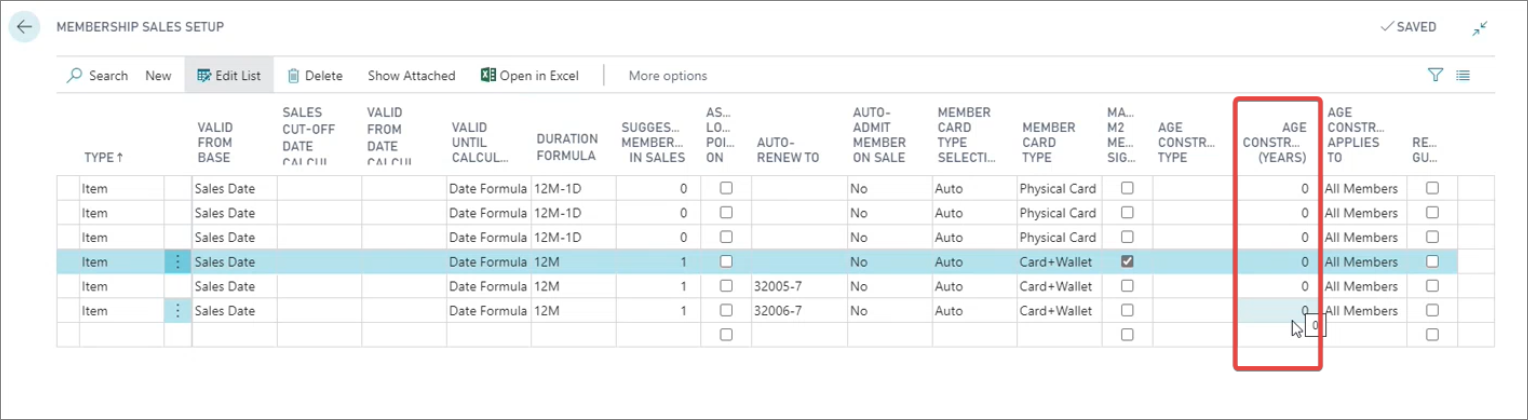 MEMBERSHIP SALES SETUP
SAVED
Search New Edit List Delete Show Attached Open in Excel More options
TYPE↑
VALID
FROM
BASE
SALES
CUT-OFF
DATE
CALCUL...
VALID
FROM
DATE
CALCUL...
VALID
UNTIL
CALCUL...
DURATION
FORMULA
SUGGES...
MEMBER...
IN SALES
AS...
LO...
POI...
ON
AUTO-
RENEW TO
AUTO-
ADMIT
MEMBER
ON SALE
MEMBER
CARD
TYPE
SELECTI...
MEMBER
CARD
TYPE
MA...
M2
ME...
SIG...
AGE
CONSTR...
TYPE
AGE
CONSTR...
(YEARS)
AGE
CONSTR...
APPLIES
TO
RE...
GU...
Item Sales Date Date Formula 12M-1D 0 No Auto Physical Card 0 All Members
Item Sales Date Date Formula 12M-1D 0 No Auto Physical Card 0 All Members
Item Sales Date Date Formula 12M-1D 0 No Auto Physical Card 0 All Members
Item Sales Date Date Formula 12M 1 No Auto Card+Wallet 0 All Members
Item Sales Date Date Formula 12M 1 32005-7 No Auto Card+Wallet 0 All Members
Item Sales Date Date Formula 12M 1 32006-7 No Auto Card+Wallet 0 All Members
0